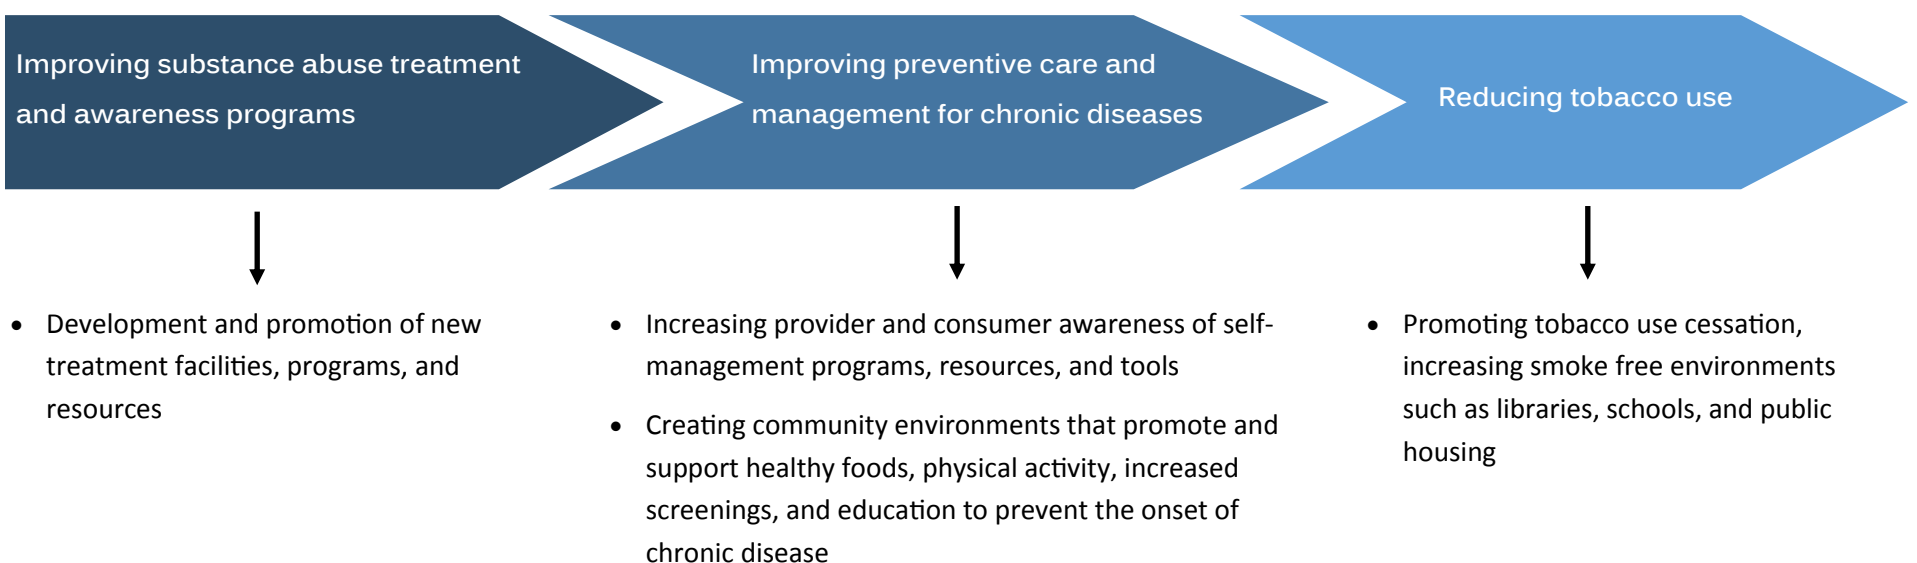 Improving substance abuse treatment
and awareness programs
Improving preventive care and
management for chronic diseases
Reducing tobacco use
• Development and promotion of new
treatment facilities, programs, and
resources
• Increasing provider and consumer awareness of self-
management programs, resources, and tools
• Creating community environments that promote and
support healthy foods, physical activity, increased
screenings, and education to prevent the onset of
chronic disease
• Promoting tobacco use cessation,
increasing smoke free environments
such as libraries, schools, and public
housing